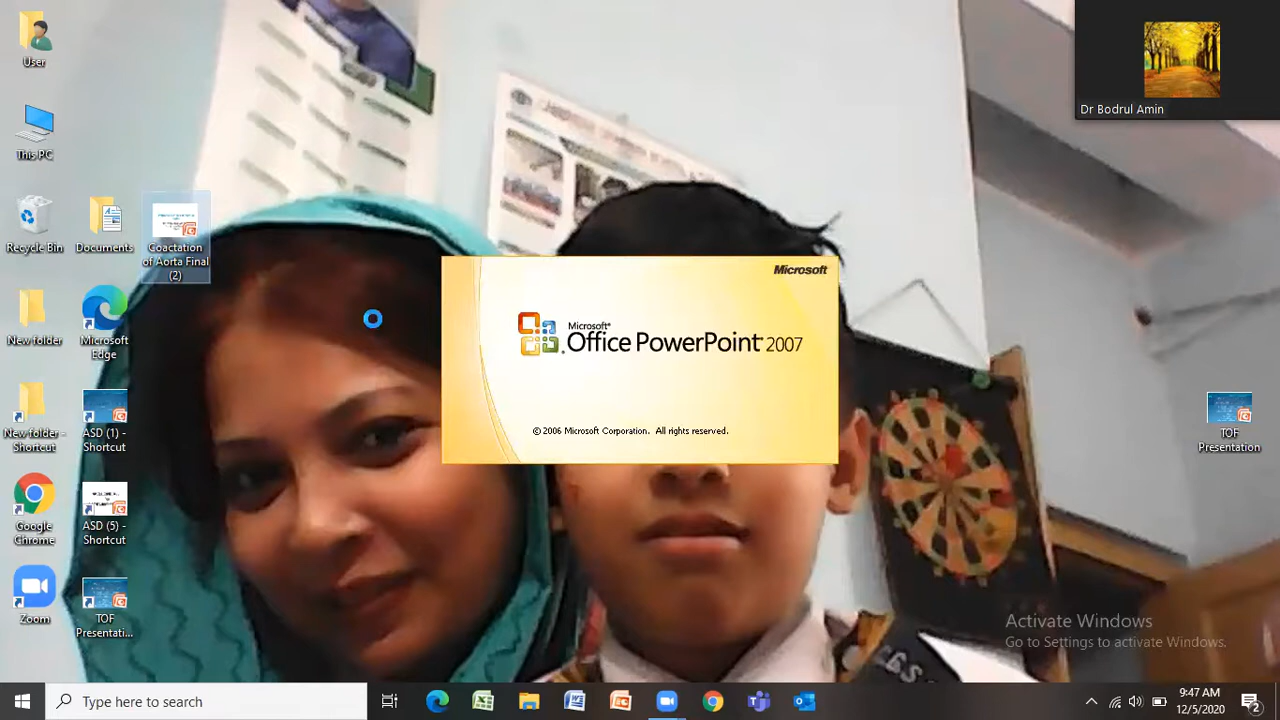 User
This PC
Recycle Bin
Documents
Coactation
of Aorta Final
(2)
New folder
Microsoft
Edge
New folder -
Shortcut
ASD (1) -
Shortcut
Google
Chrome
ASD (5) -
Shortcut
Zoom
TOF
Presentati...
Microsoft
Microsoft®
Office PowerPoint® 2007
© 2006 Microsoft Corporation.  All rights reserved.
Dr Bodrul Amin
TOF
Presentation
Activate Windows
Go to Settings to activate Windows.
Type here to search
9:47 AM
12/5/2020
2